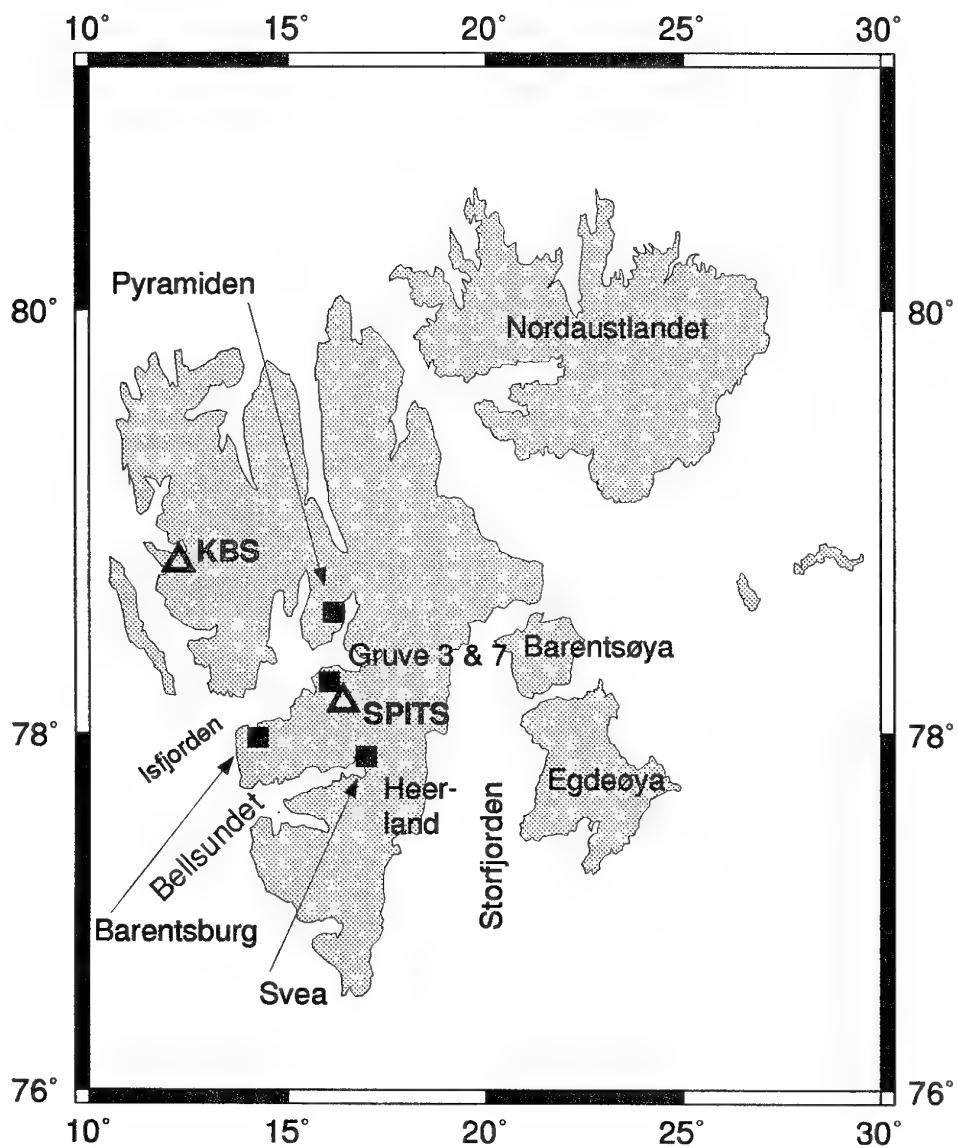 10° 15° 20° 25° 30°
Pyramiden
80° 80°
Nordaustlandet
KBS
Gruve 3 & 7
Barentsøya
SPITS
78° 78°
Isfjorden
Egdeøya
Heer-
land
Bellsundet
Storfjorden
Barentsburg
Svea
76° 76°
10° 15° 20° 25° 30°